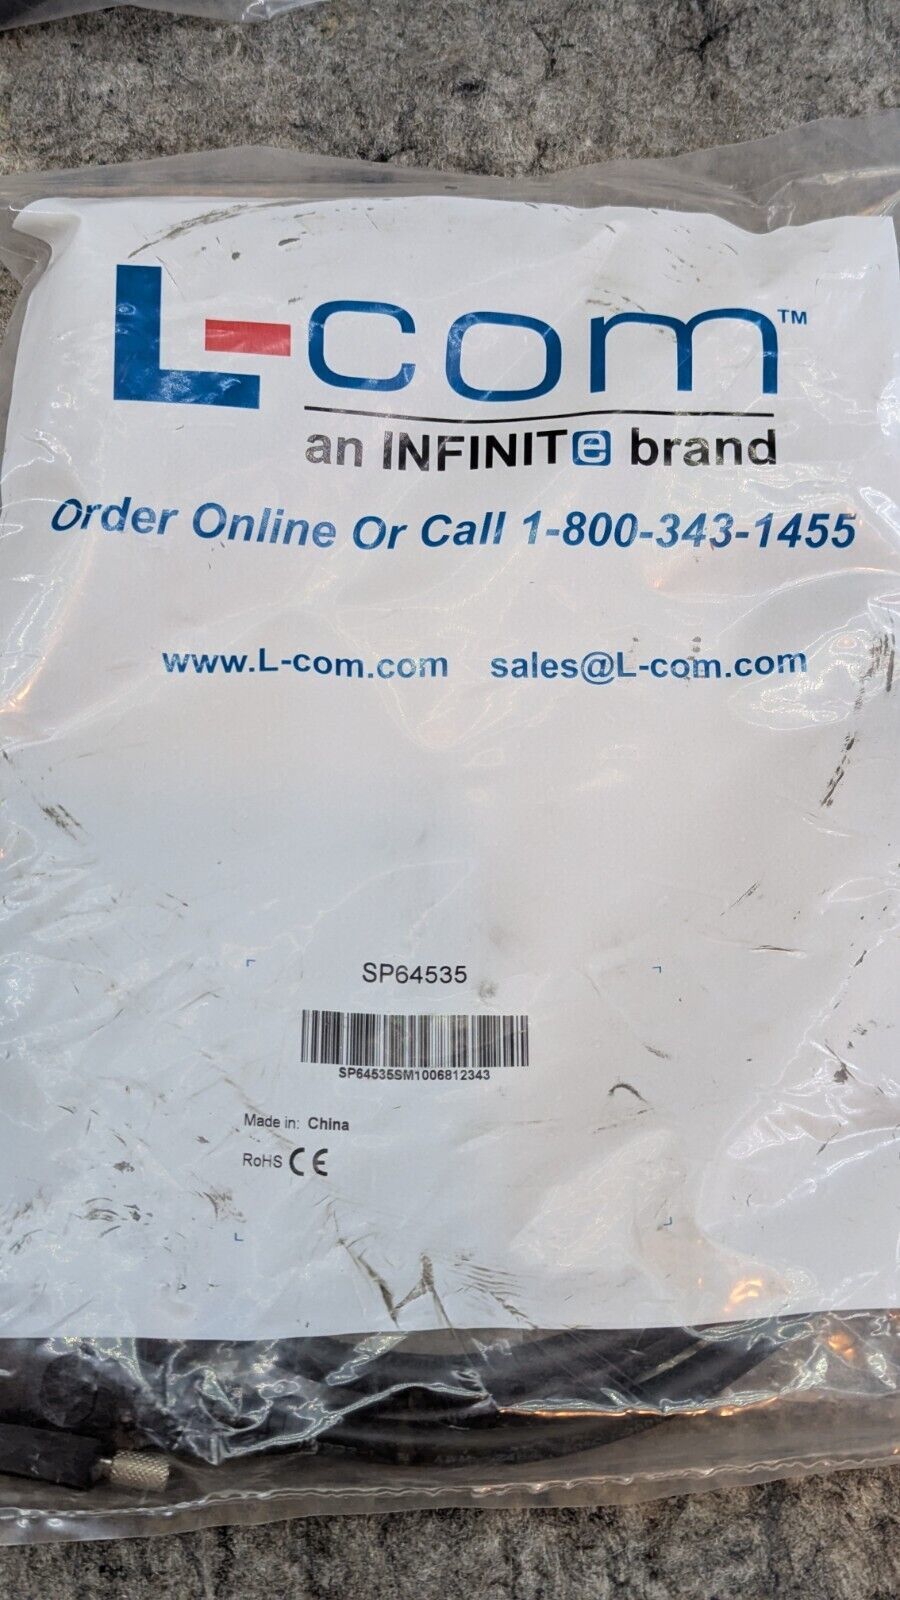 L-com™
an INFINITe brand
Order Online Or Call 1-800-343-1455
www.L-com.com sales@L-com.com
SP64535
SP64535SM1006812343
Made in: China
RoHS CE